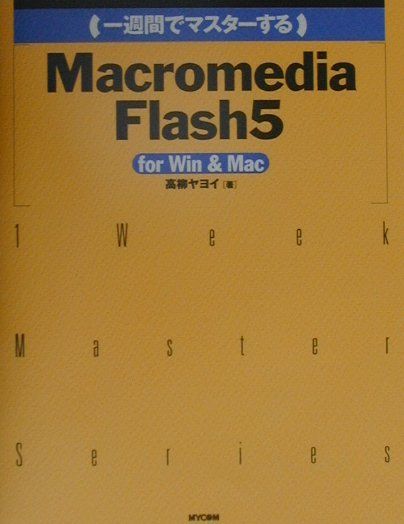 【一週間でマスターする】
Macromedia
Flash5
for Win & Mac
高柳ヤヨイ[著]
1 Week
Master
Series
MYCOM